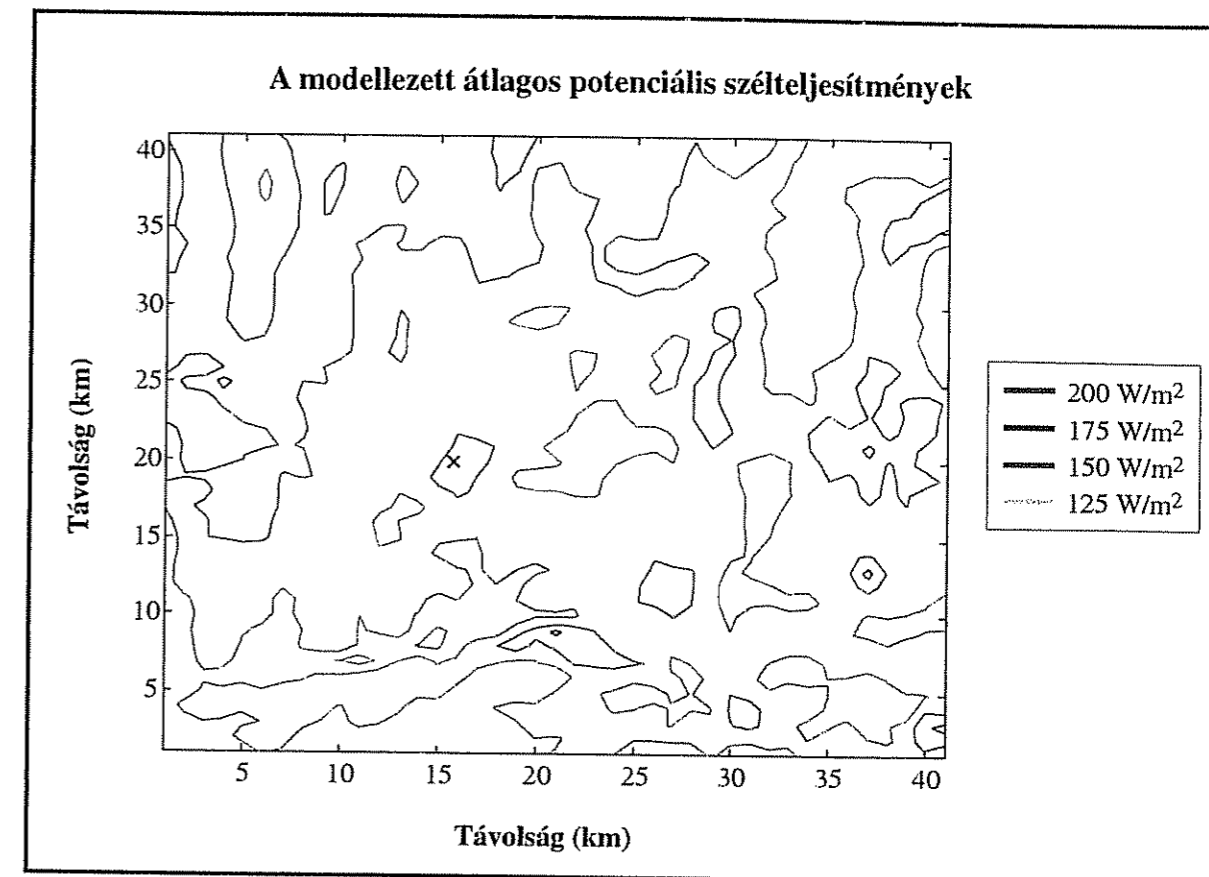 A modellezett átlagos potenciális szélteljesítmények
40
35
30
25
20
15
10
5
Távolság (km)
5 10 15 20 25 30 35 40
Távolság (km)
200 W/m²
175 W/m²
150 W/m²
125 W/m²